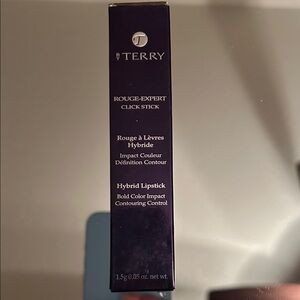 T
BY TERRY
ROUGE-EXPERT
CLICK STICK
Rouge à Lèvres
Hybride
Impact Couleur
Définition Contour
Hybrid Lipstick
Bold Color Impact
Contouring Control
1.5g/0.05 oz. net wt.